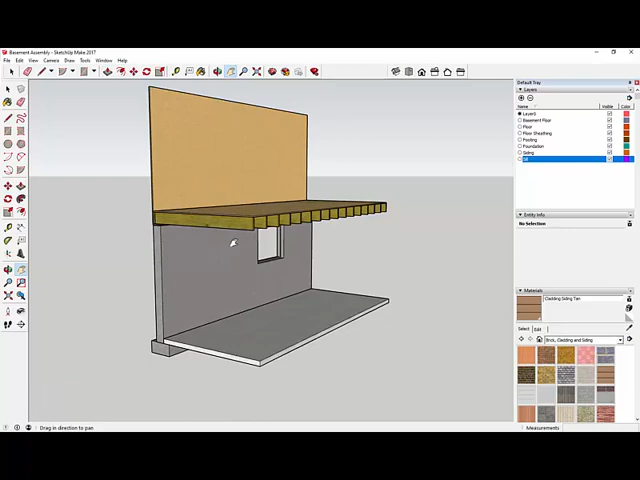 Basement Assembly - SketchUp Make 2017
File Edit View Camera Draw Tools Window Help
Default Tray
Layers
Name Visible Color
Layer0
Basement Floor
Floor
Floor Sheathing
Footing
Foundation
Siding
Sill
Entity Info
No Selection
Materials
Cladding Siding Tan
Select Edit
Brick, Cladding and Siding
Drag in direction to pan
Measurements